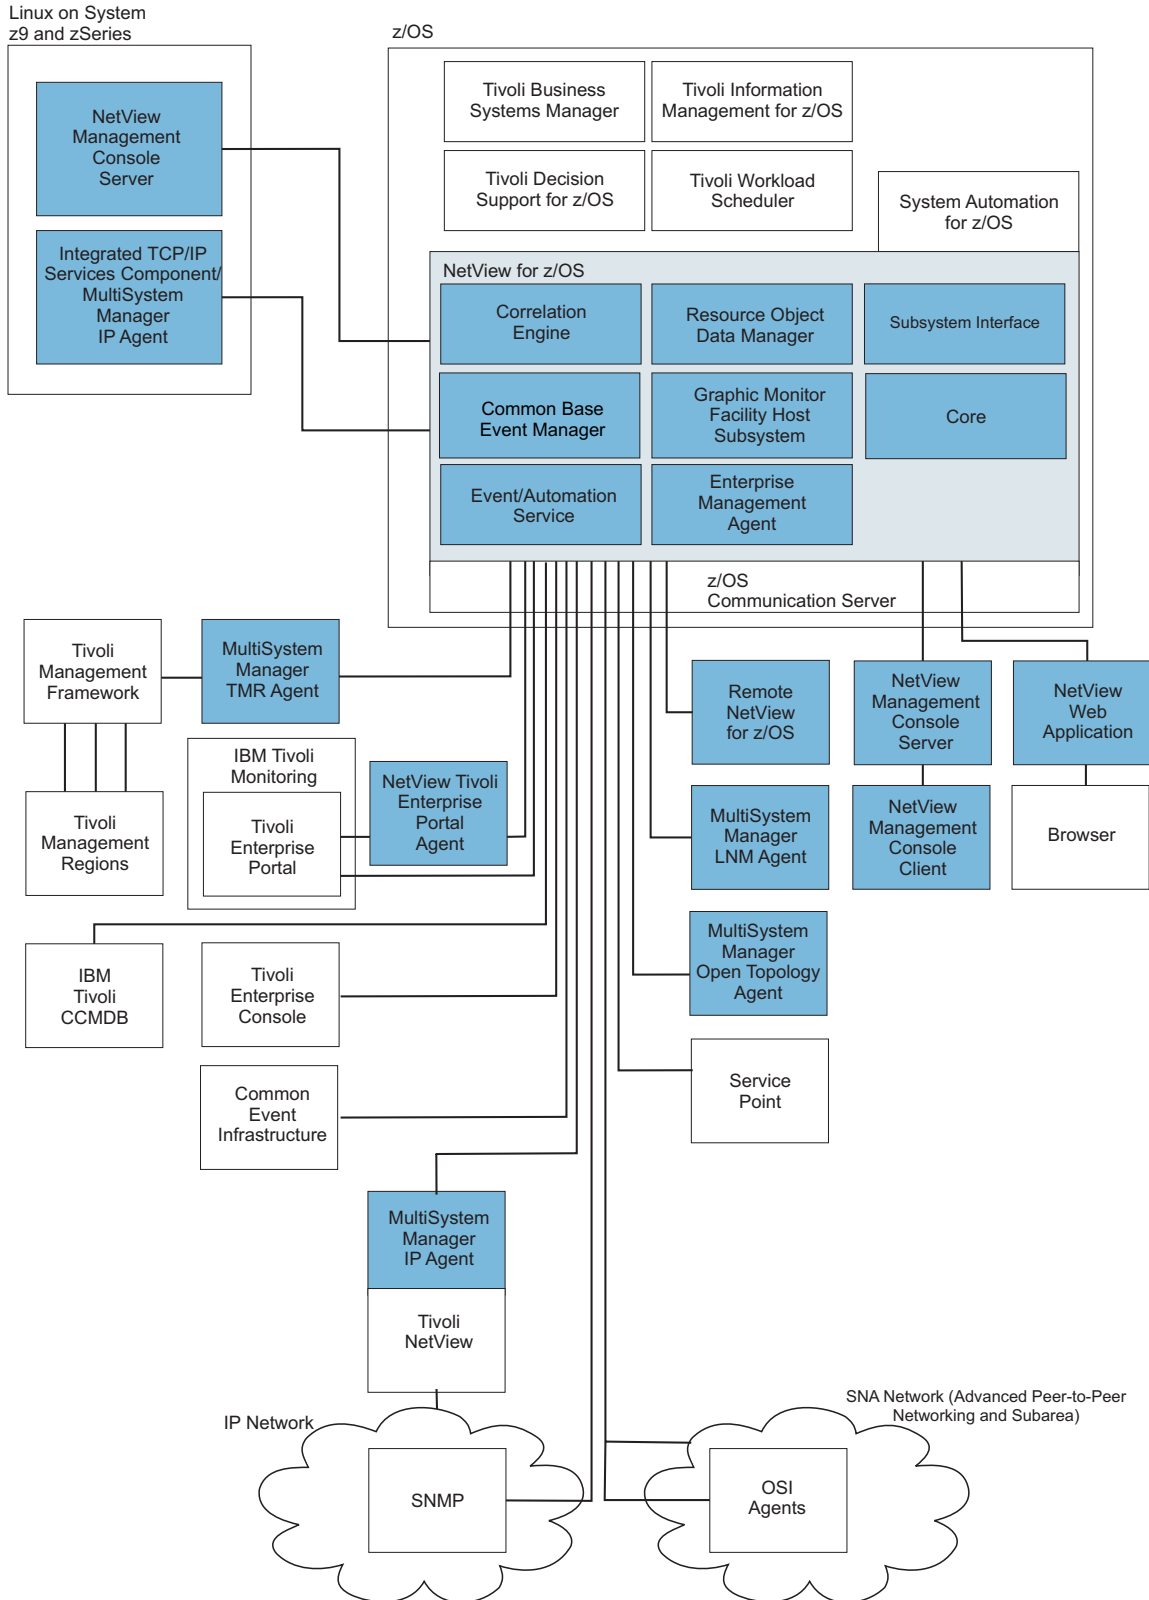 Linux on System
z9 and zSeries
z/OS
NetView
Management
Console
Server
Integrated TCP/IP
Services Component/
MultiSystem
Manager
IP Agent
Tivoli Business
Systems Manager
Tivoli Information
Management for z/OS
Tivoli Decision
Support for z/OS
Tivoli Workload
Scheduler
System Automation
for z/OS
NetView for z/OS
Correlation
Engine
Resource Object
Data Manager
Subsystem Interface
Common Base
Event Manager
Graphic Monitor
Facility Host
Subsystem
Core
Event/Automation
Service
Enterprise
Management
Agent
z/OS
Communication Server
Tivoli
Management
Framework
MultiSystem
Manager
TMR Agent
Remote
NetView
for z/OS
NetView
Management
Console
Server
NetView
Web
Application
IBM Tivoli
Monitoring
Tivoli
Management
Regions
Tivoli
Enterprise
Portal
NetView Tivoli
Enterprise
Portal
Agent
MultiSystem
Manager
LNM Agent
NetView
Management
Console
Client
Browser
IBM
Tivoli
CCMDB
Tivoli
Enterprise
Console
MultiSystem
Manager
Open Topology
Agent
Common
Event
Infrastructure
Service
Point
MultiSystem
Manager
IP Agent
Tivoli
NetView
IP Network
SNMP
SNA Network (Advanced Peer-to-Peer
Networking and Subarea)
OSI
Agents